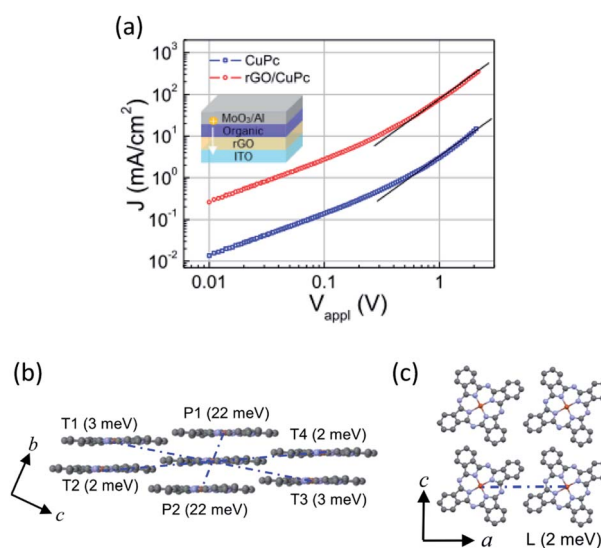 (a)
CuPc
rGO/CuPc
MoO₃/Al
Organic
rGO
ITO
J (mA/cm²)
10³
10²
10¹
10⁰
10⁻¹
10⁻²
0.01 0.1 1
V_appl (V)
(b)
P1 (22 meV)
T1 (3 meV) T4 (2 meV)
T2 (2 meV) T3 (3 meV)
P2 (22 meV)
b
c
(c)
c
a
L (2 meV)